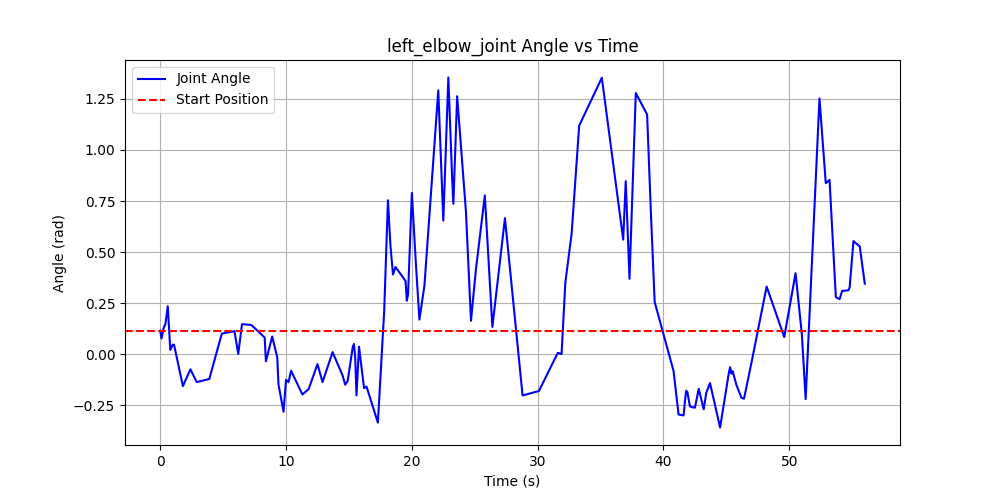 left_elbow_joint Angle vs Time
Joint Angle
Start Position
Angle (rad)
1.25
1.00
0.75
0.50
0.25
0.00
−0.25
0 10 20 30 40 50
Time (s)